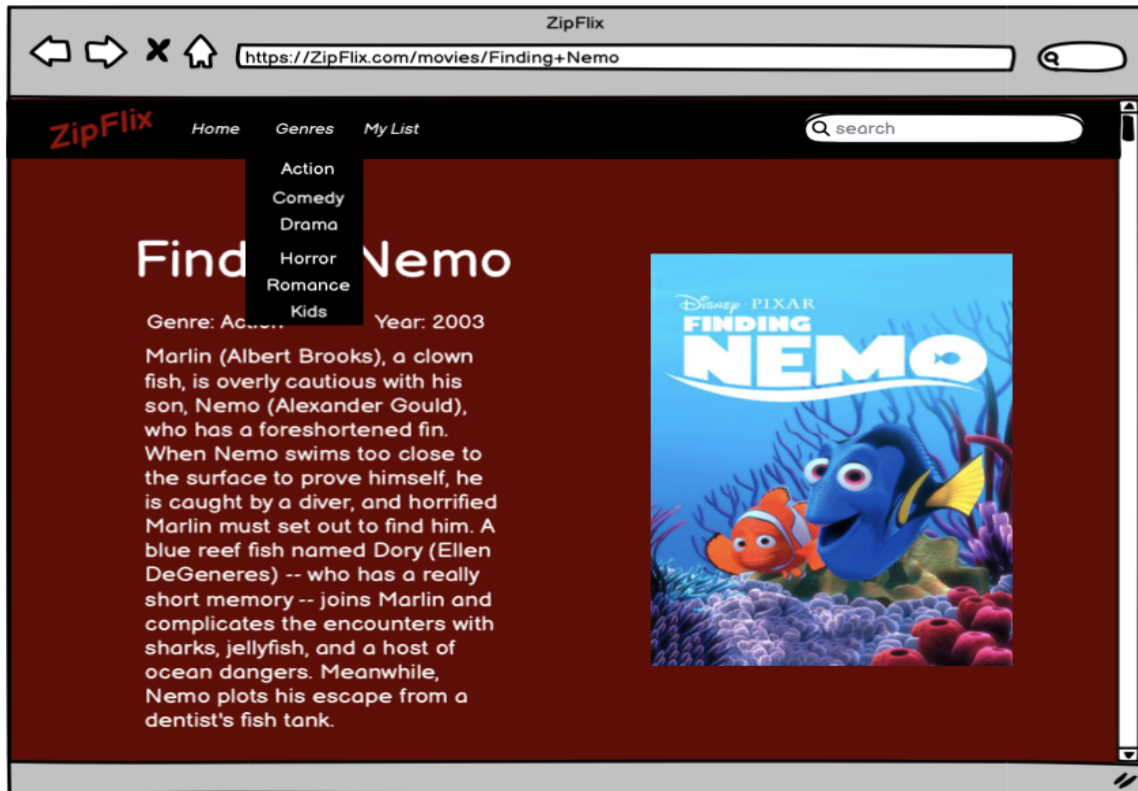 ZipFlix
https://ZipFlix.com/movies/Finding+Nemo
ZipFlix Home Genres My List search
Action
Comedy
Drama
Horror
Romance
Kids
Find Nemo
Genre: Action Year: 2003
Marlin (Albert Brooks), a clown
fish, is overly cautious with his
son, Nemo (Alexander Gould),
who has a foreshortened fin.
When Nemo swims too close to
the surface to prove himself, he
is caught by a diver, and horrified
Marlin must set out to find him. A
blue reef fish named Dory (Ellen
DeGeneres) -- who has a really
short memory -- joins Marlin and
complicates the encounters with
sharks, jellyfish, and a host of
ocean dangers. Meanwhile,
Nemo plots his escape from a
dentist's fish tank.
Disney · PIXAR
FINDING
NEMO